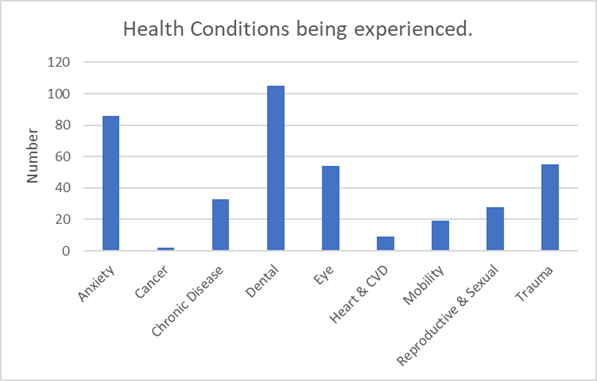 Health Conditions being experienced.
Number
120
100
80
60
40
20
0
Anxiety
Cancer
Chronic Disease
Dental
Eye
Heart & CVD
Mobility
Reproductive & Sexual
Trauma